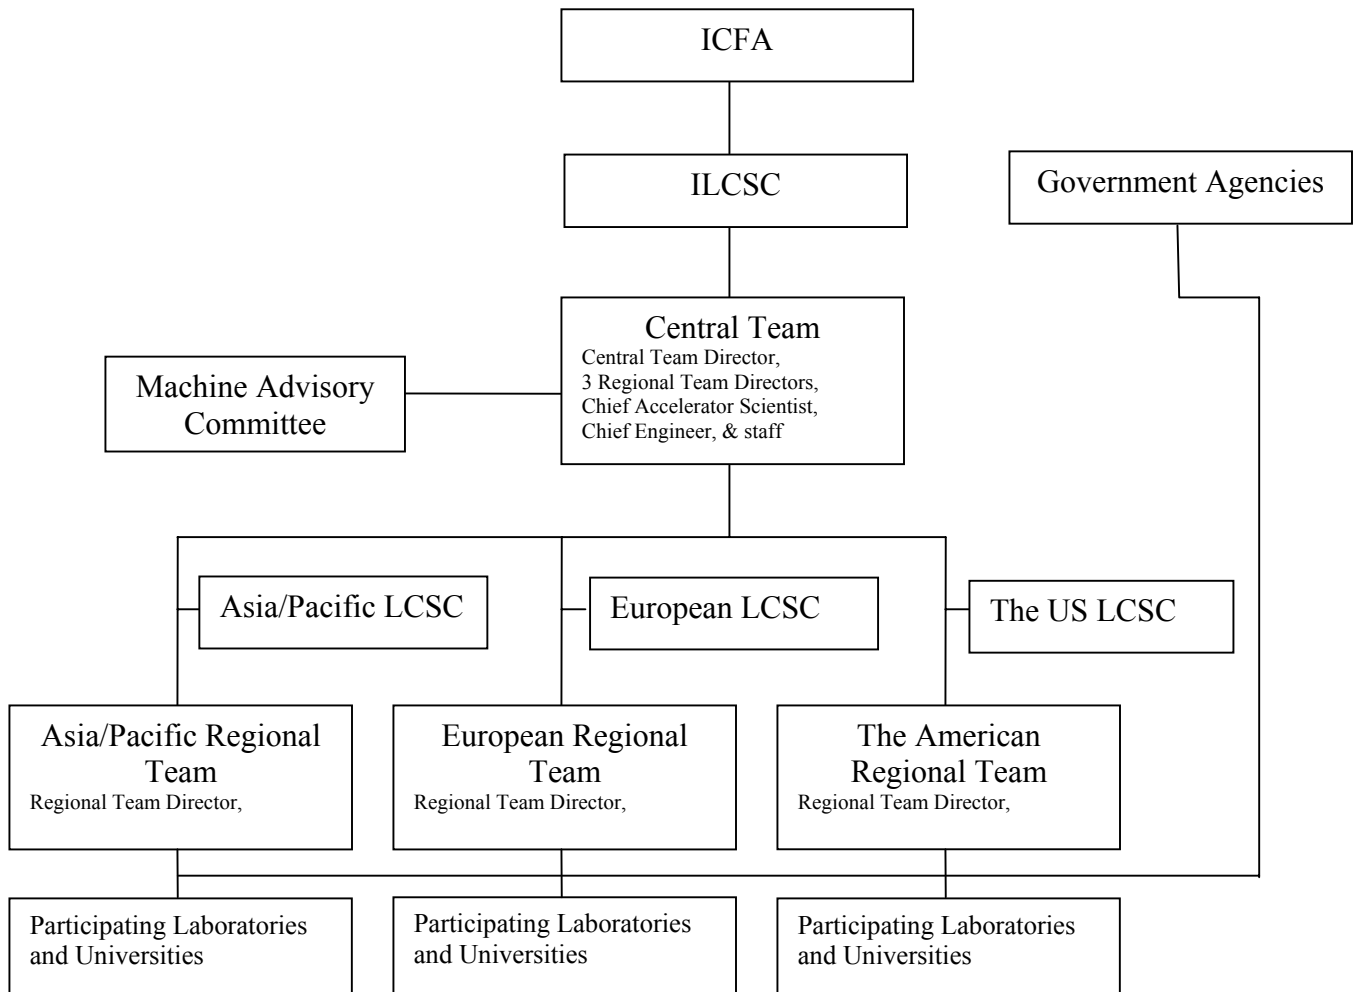 ICFA
ILCSC
Government Agencies
Central Team
Central Team Director,
3 Regional Team Directors,
Chief Accelerator Scientist,
Chief Engineer, & staff
Machine Advisory
Committee
Asia/Pacific LCSC
European LCSC
The US LCSC
Asia/Pacific Regional
Team
Regional Team Director,
European Regional
Team
Regional Team Director,
The American
Regional Team
Regional Team Director,
Participating Laboratories
and Universities
Participating Laboratories
and Universities
Participating Laboratories
and Universities